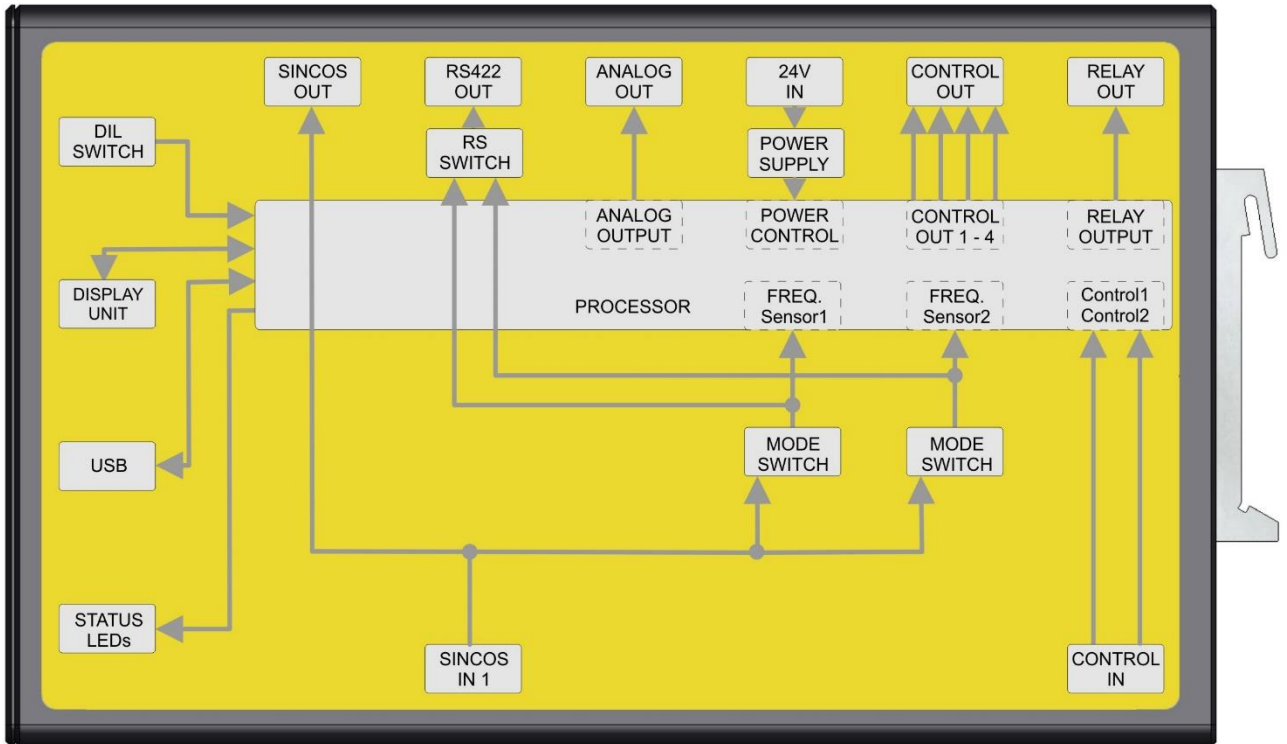 SINCOS
OUT
RS422
OUT
ANALOG
OUT
24V
IN
CONTROL
OUT
RELAY
OUT
DIL
SWITCH
RS
SWITCH
POWER
SUPPLY
ANALOG
OUTPUT
POWER
CONTROL
CONTROL
OUT 1 - 4
RELAY
OUTPUT
DISPLAY
UNIT
PROCESSOR
FREQ.
Sensor1
FREQ.
Sensor2
Control1
Control2
USB
MODE
SWITCH
MODE
SWITCH
STATUS
LEDs
SINCOS
IN 1
CONTROL
IN